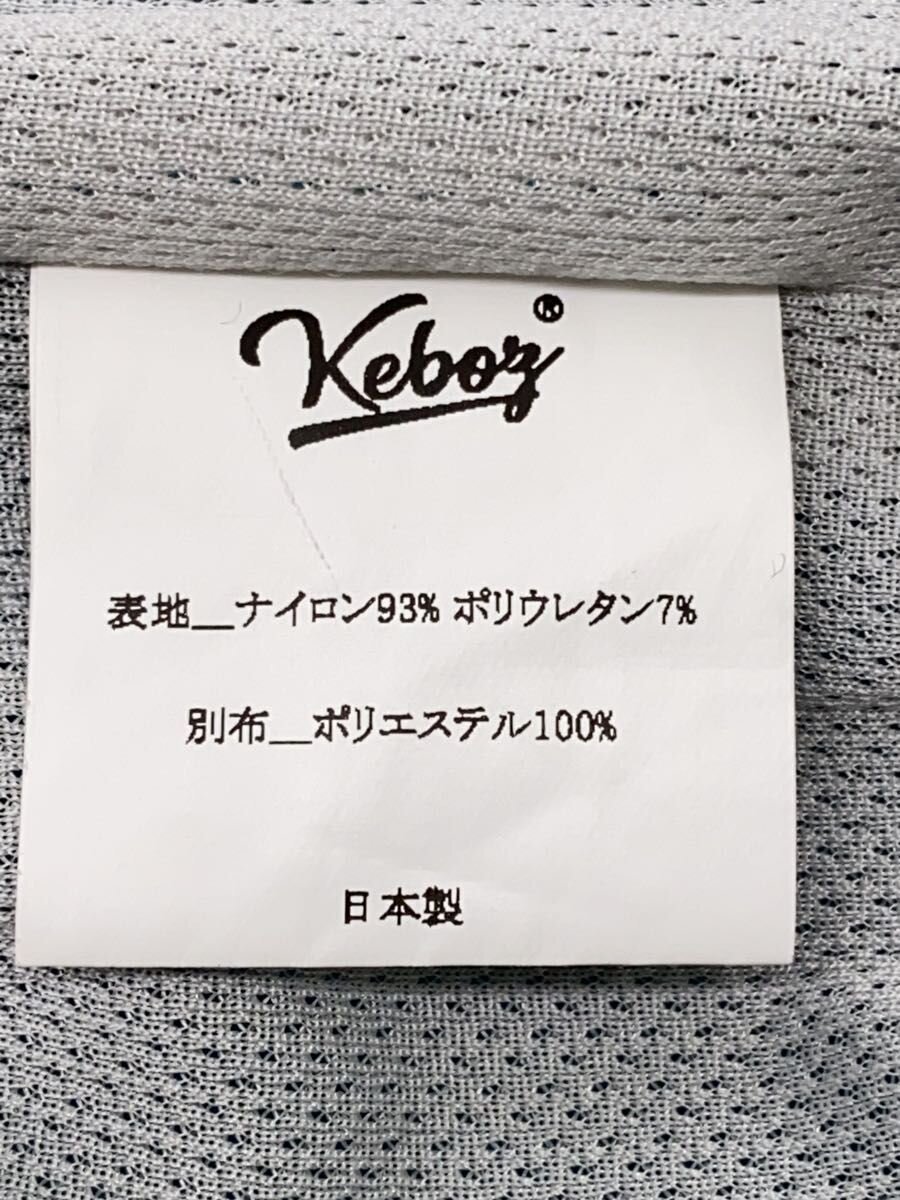 Keboz®
表地__ナイロン93% ポリウレタン7%
別布__ポリエステル100%
日本製